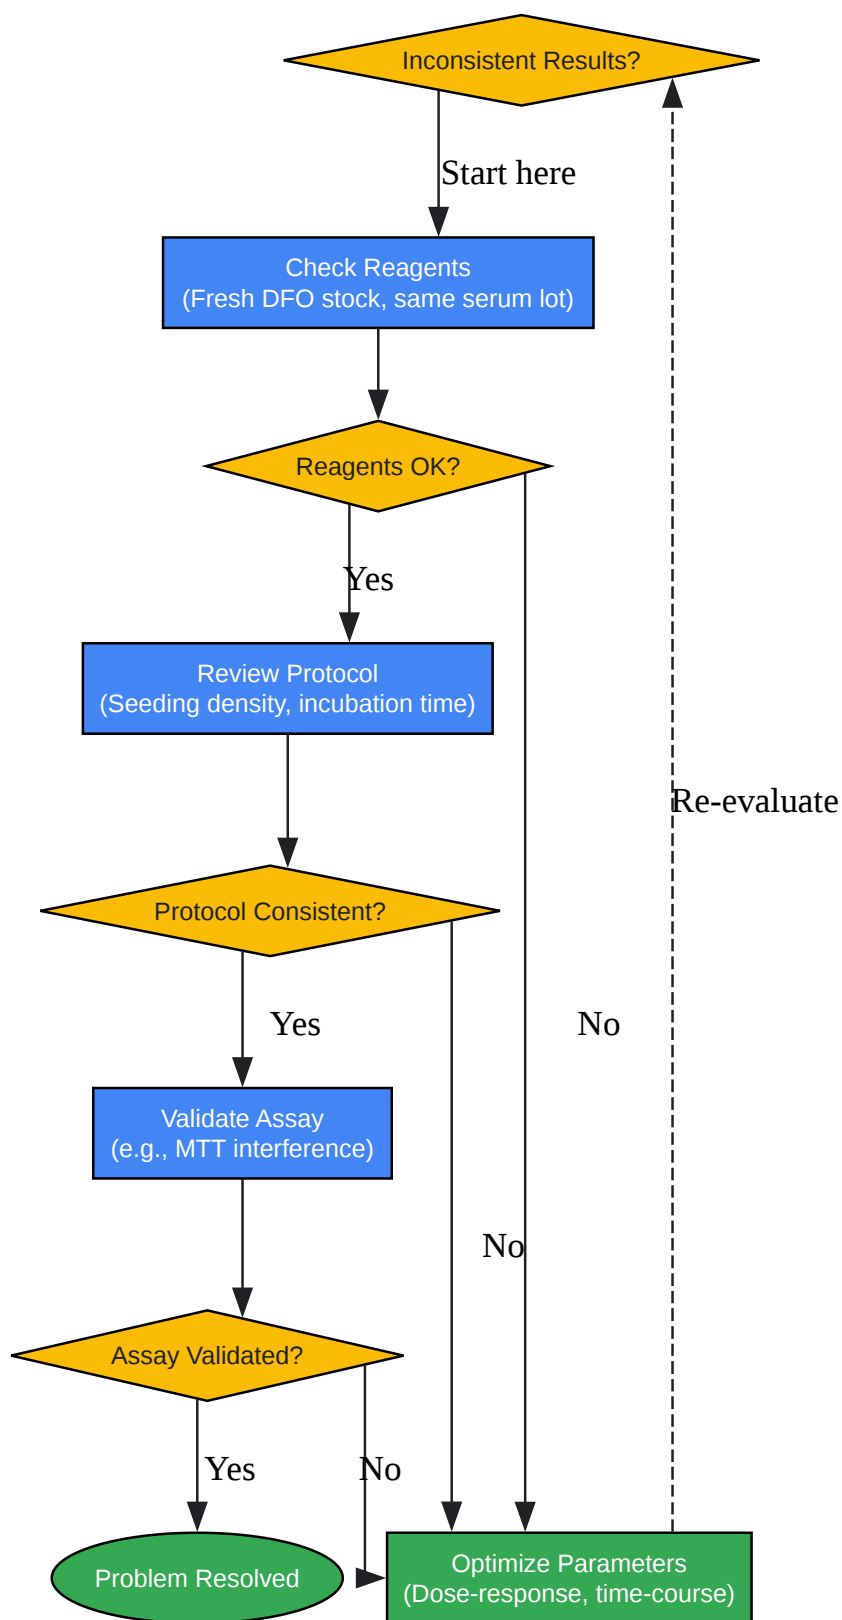 Inconsistent Results?
Start here
Check Reagents
(Fresh DFO stock, same serum lot)
Reagents OK?
Yes
Review Protocol
(Seeding density, incubation time)
Re-evaluate
Protocol Consistent?
Yes
No
Validate Assay
(e.g., MTT interference)
No
Assay Validated?
Yes
No
Problem Resolved
Optimize Parameters
(Dose-response, time-course)